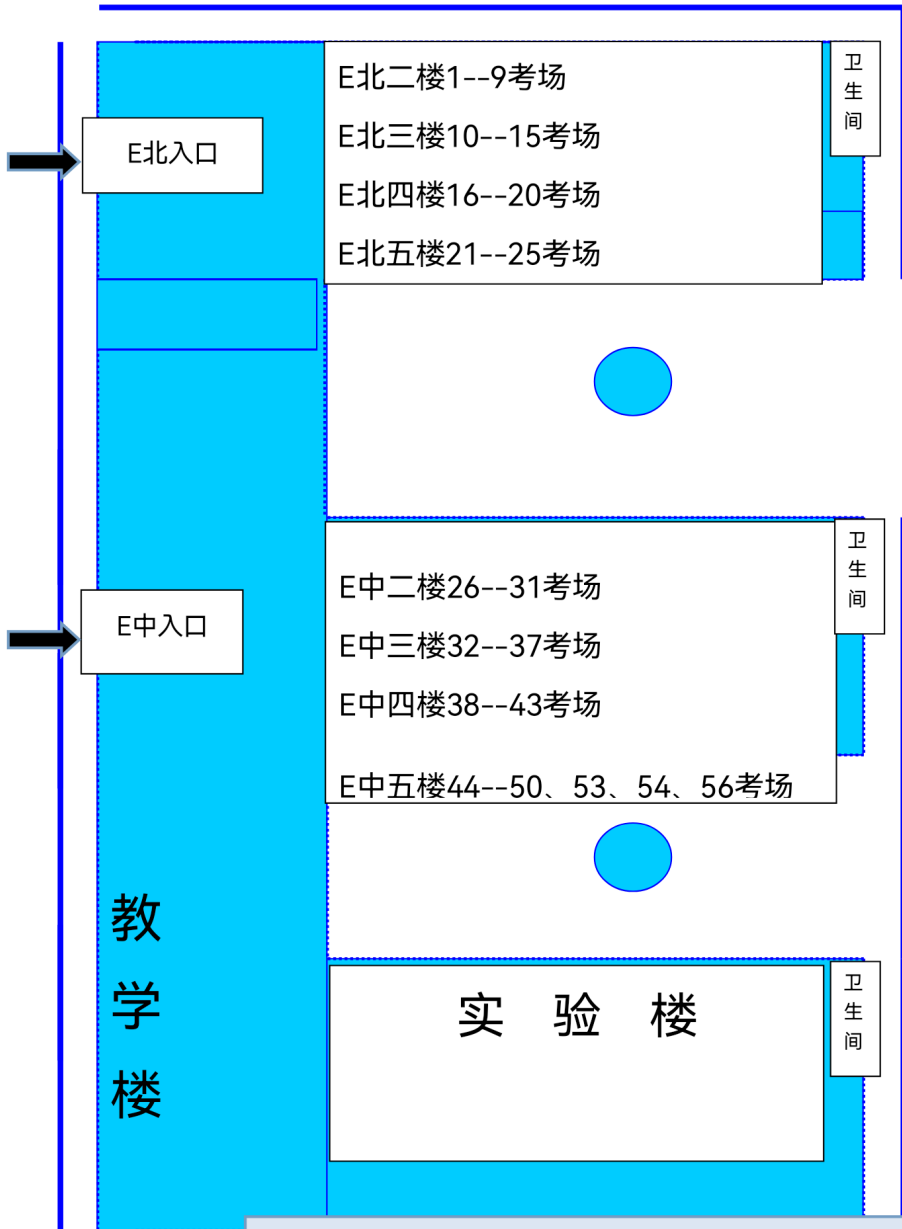 E北二楼1--9考场
E北三楼10--15考场
E北四楼16--20考场
E北五楼21--25考场
卫生间
E北入口
E中二楼26--31考场
E中三楼32--37考场
E中四楼38--43考场
E中五楼44--50、53、54、56考场
卫生间
E中入口
教学楼
实 验 楼
卫生间